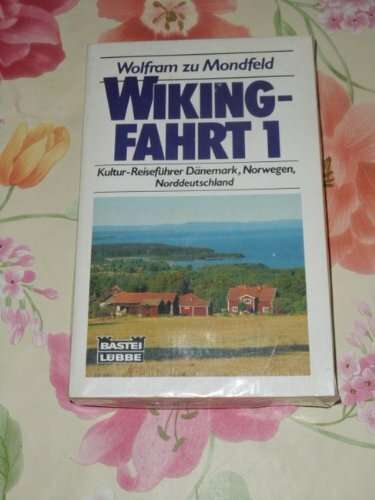 Wolfram zu Mondfeld
WIKING-
FAHRT 1
Kultur-Reiseführer Dänemark, Norwegen,
Norddeutschland
BASTEI
LÜBBE